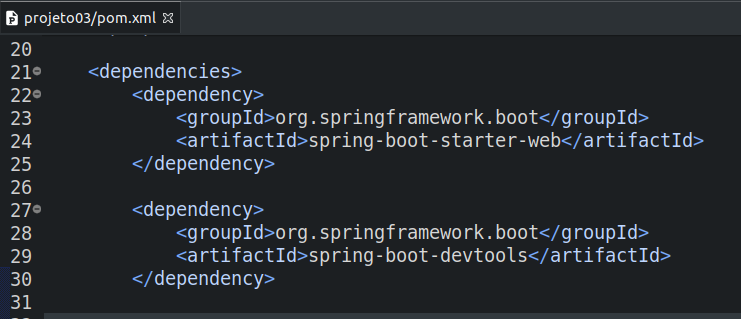 projeto03/pom.xml
20
21 <dependencies>
22 <dependency>
23 <groupId>org.springframework.boot</groupId>
24 <artifactId>spring-boot-starter-web</artifactId>
25 </dependency>
26
27 <dependency>
28 <groupId>org.springframework.boot</groupId>
29 <artifactId>spring-boot-devtools</artifactId>
30 </dependency>
31